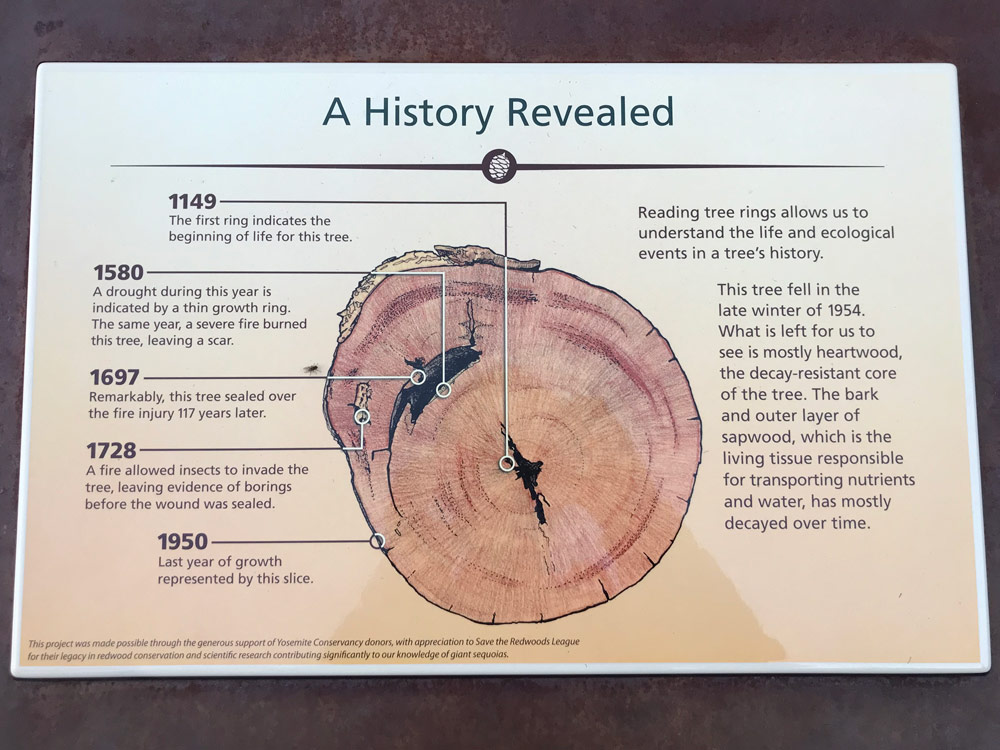 A History Revealed
1149
The first ring indicates the
beginning of life for this tree.
1580
A drought during this year is
indicated by a thin growth ring.
The same year, a severe fire burned
this tree, leaving a scar.
1697
Remarkably, this tree sealed over
the fire injury 117 years later.
1728
A fire allowed insects to invade the
tree, leaving evidence of borings
before the wound was sealed.
1950
Last year of growth
represented by this slice.
Reading tree rings allows us to
understand the life and ecological
events in a tree's history.
This tree fell in the
late winter of 1954.
What is left for us to
see is mostly heartwood,
the decay-resistant core
of the tree. The bark
and outer layer of
sapwood, which is the
living tissue responsible
for transporting nutrients
and water, has mostly
decayed over time.
This project was made possible through the generous support of Yosemite Conservancy donors, with appreciation to Save the Redwoods League
for their legacy in redwood conservation and scientific research contributing significantly to our knowledge of giant sequoias.